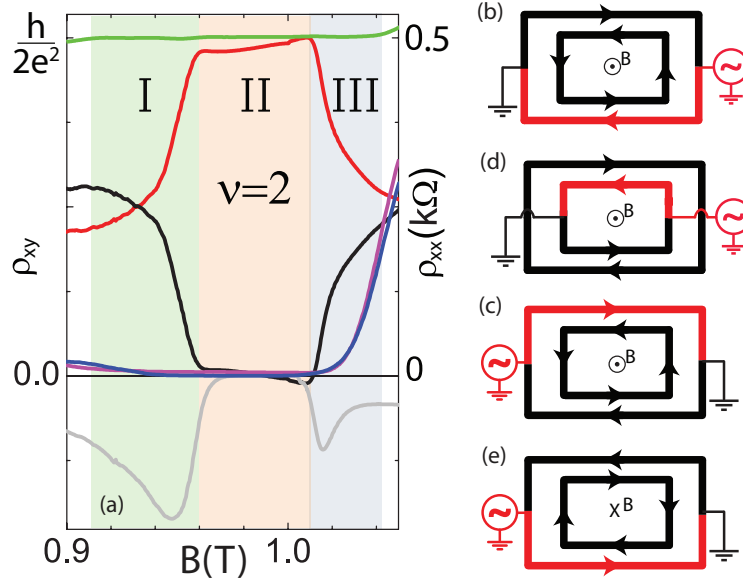 h
2e²
0.5
I
II
III
ν=2
ρxy
ρxx(kΩ)
0.0
0
(a)
0.9
B(T)
1.0
(b)
B
~
(d)
B
~
(c)
B
~
(e)
x B
~